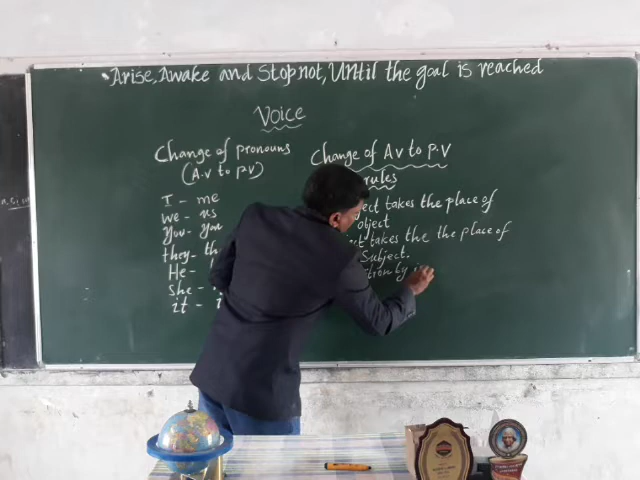 Arise, Awake and Stop not, Until the goal is reached
Voice
Change of pronouns
(A.V to P.V)
I - me
We - us
You - you
they -
He -
She -
it -
Change of A.V to P.V
rules
takes the place of
object
takes the the place of
Subject.
by